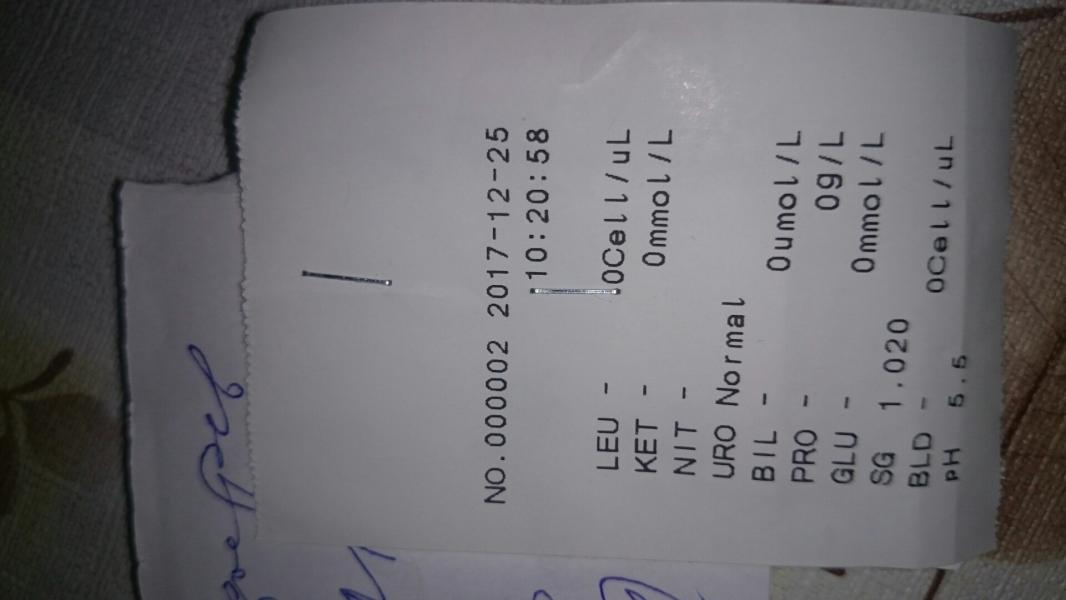 NO.000002 2017-12-25
10:20:58
LEU - 0Cell/uL
KET - 0mmol/L
NIT -
URO Normal
BIL - 0umol/L
PRO - 0g/L
GLU - 0mmol/L
SG 1.020
BLD - 0Cell/uL
PH 5.5